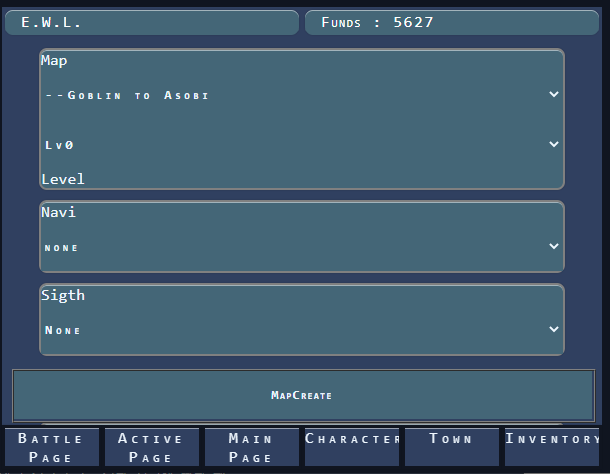 E.W.L.
Funds : 5627
Map
--Goblin to Asobi
Lv0
Level
Navi
none
Sigth
None
MapCreate
Battle Page
Active Page
Main Page
Character
Town
Inventory